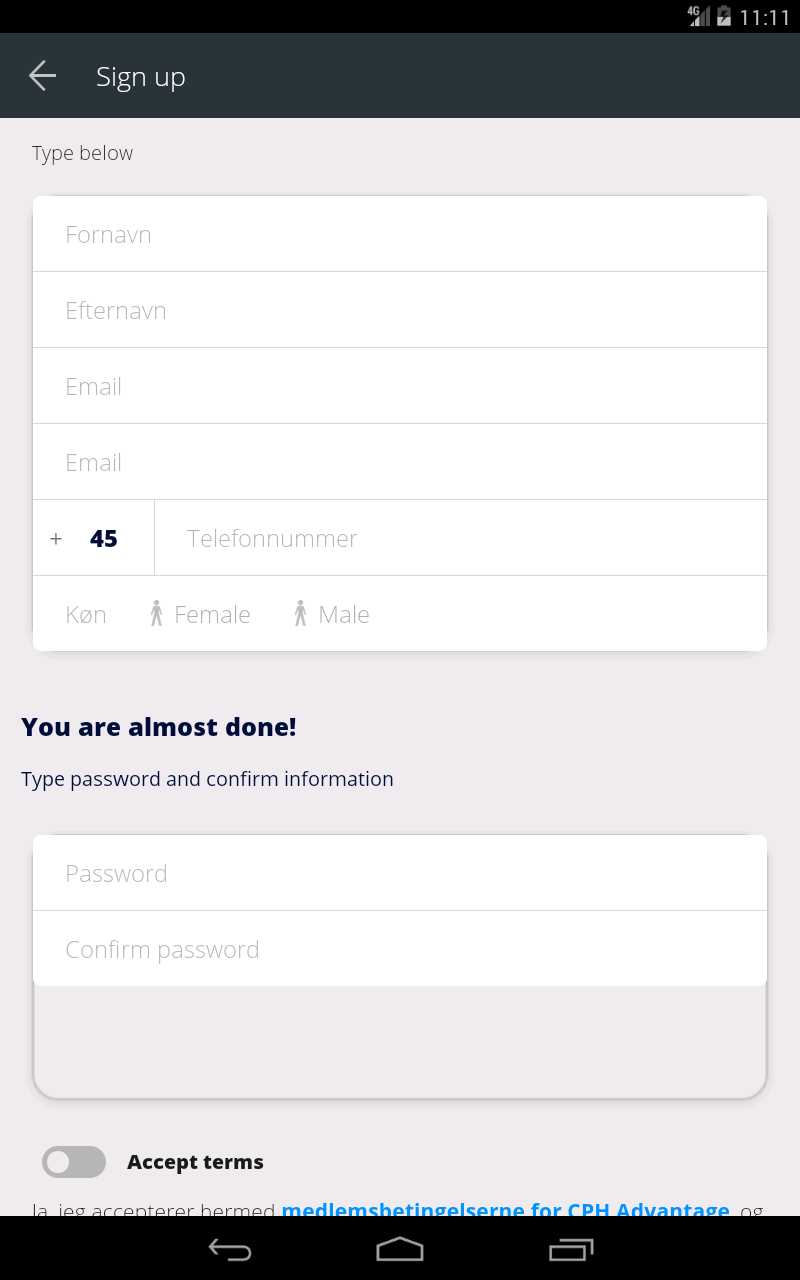 4G 11:11
Sign up
Type below
Fornavn
Efternavn
Email
Email
+ 45 Telefonnummer
Køn Female Male
You are almost done!
Type password and confirm information
Password
Confirm password
Accept terms
Ja, jeg accepterer hermed medlemsbetingelserne for CPH Advantage, og